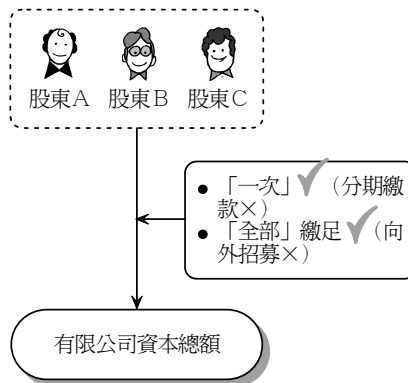 股東A 股東B 股東C
● 「一次」✓（分期繳
款×）
● 「全部」繳足✓（向
外招募×）
有限公司資本總額